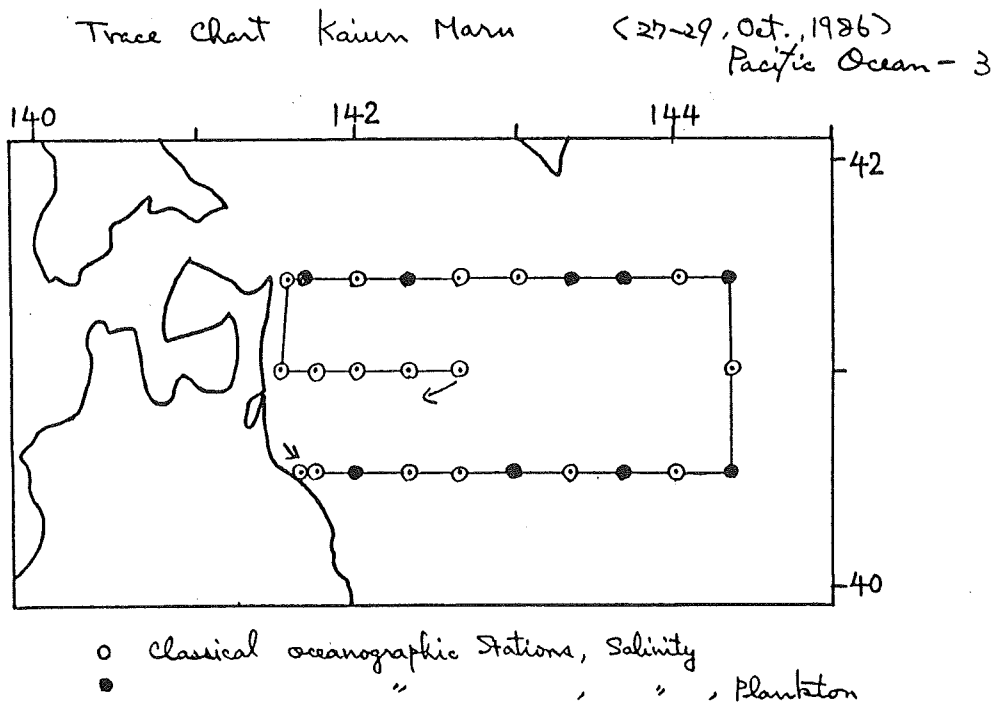 Trace Chart Kaiun Maru (27~29, Oct., 1986)
Pacific Ocean - 3
140 142 144
42
40
○ Classical oceanographic Stations, Salinity
● 〃 , 〃 , Plankton